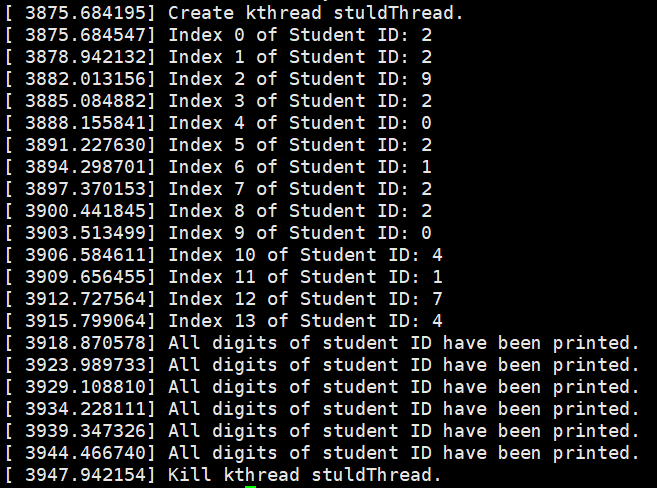 [ 3875.684195] Create kthread stuldThread.
[ 3875.684547] Index 0 of Student ID: 2
[ 3878.942132] Index 1 of Student ID: 2
[ 3882.013156] Index 2 of Student ID: 9
[ 3885.084882] Index 3 of Student ID: 2
[ 3888.155841] Index 4 of Student ID: 0
[ 3891.227630] Index 5 of Student ID: 2
[ 3894.298701] Index 6 of Student ID: 1
[ 3897.370153] Index 7 of Student ID: 2
[ 3900.441845] Index 8 of Student ID: 2
[ 3903.513499] Index 9 of Student ID: 0
[ 3906.584611] Index 10 of Student ID: 4
[ 3909.656455] Index 11 of Student ID: 1
[ 3912.727564] Index 12 of Student ID: 7
[ 3915.799064] Index 13 of Student ID: 4
[ 3918.870578] All digits of student ID have been printed.
[ 3923.989733] All digits of student ID have been printed.
[ 3929.108810] All digits of student ID have been printed.
[ 3934.228111] All digits of student ID have been printed.
[ 3939.347326] All digits of student ID have been printed.
[ 3944.466740] All digits of student ID have been printed.
[ 3947.942154] Kill kthread stuldThread.